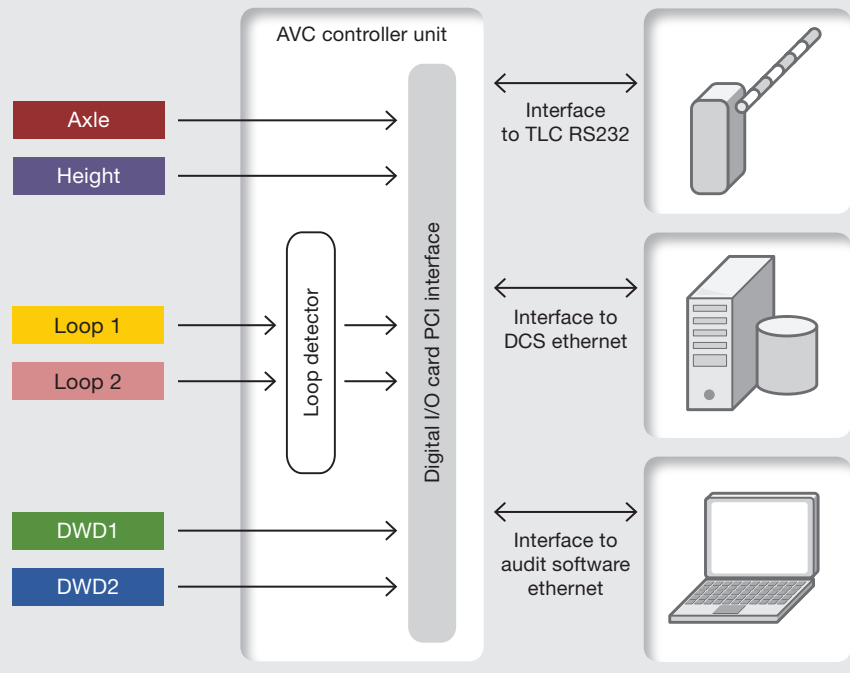 AVC controller unit
Axle
Height
Loop 1
Loop 2
DWD1
DWD2
Loop detector
Digital I/O card PCI interface
Interface
to TLC RS232
Interface to
DCS ethernet
Interface to
audit software
ethernet